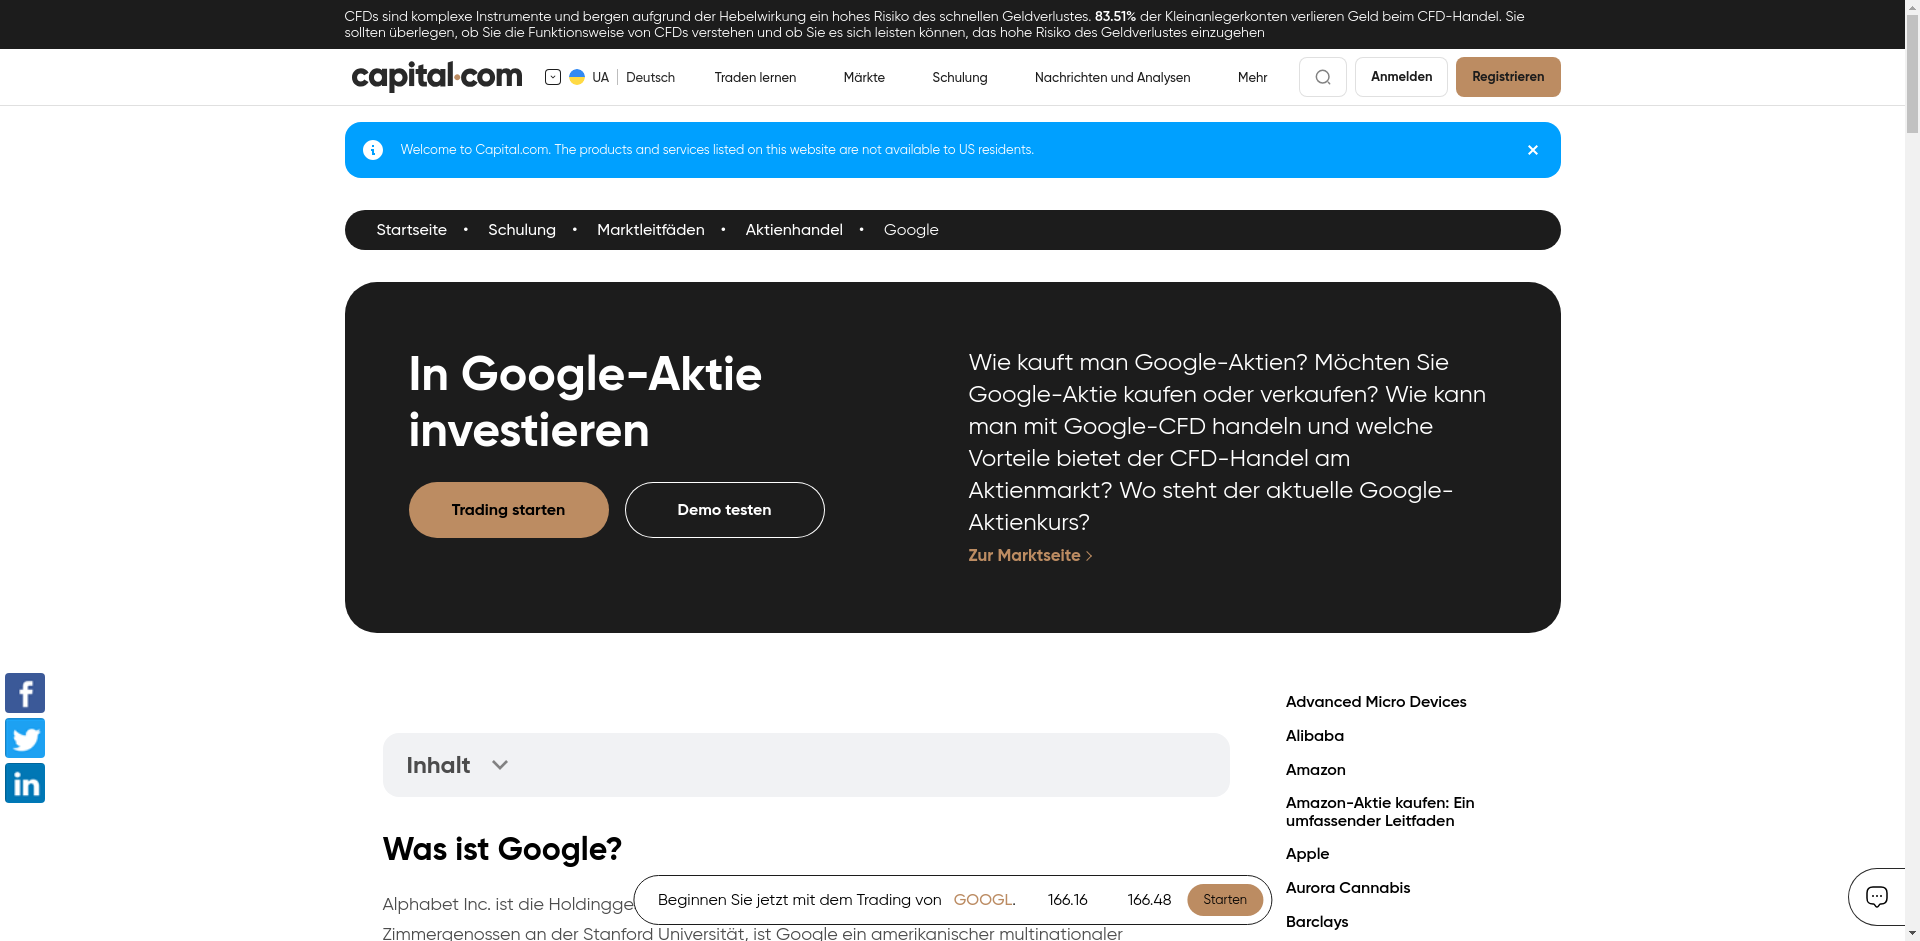 CFDs sind komplexe Instrumente und bergen aufgrund der Hebelwirkung ein hohes Risiko des schnellen Geldverlustes. 83.51% der Kleinanlegerkonten verlieren Geld beim CFD-Handel. Sie
sollten überlegen, ob Sie die Funktionsweise von CFDs verstehen und ob Sie es sich leisten können, das hohe Risiko des Geldverlustes einzugehen
capital.com UA Deutsch Traden lernen Märkte Schulung Nachrichten und Analysen Mehr Anmelden Registrieren
Welcome to Capital.com. The products and services listed on this website are not available to US residents.
Startseite • Schulung • Marktleitfäden • Aktienhandel • Google
In Google-Aktie
investieren
Trading starten Demo testen
Wie kauft man Google-Aktien? Möchten Sie
Google-Aktie kaufen oder verkaufen? Wie kann
man mit Google-CFD handeln und welche
Vorteile bietet der CFD-Handel am
Aktienmarkt? Wo steht der aktuelle Google-
Aktienkurs?
Zur Marktseite
Inhalt
Was ist Google?
Alphabet Inc. ist die Holdingge
Zimmergenossen an der Stanford Universität, ist Google ein amerikanischer multinationaler
Beginnen Sie jetzt mit dem Trading von GOOGL. 166.16 166.48 Starten
Advanced Micro Devices
Alibaba
Amazon
Amazon-Aktie kaufen: Ein
umfassender Leitfaden
Apple
Aurora Cannabis
Barclays